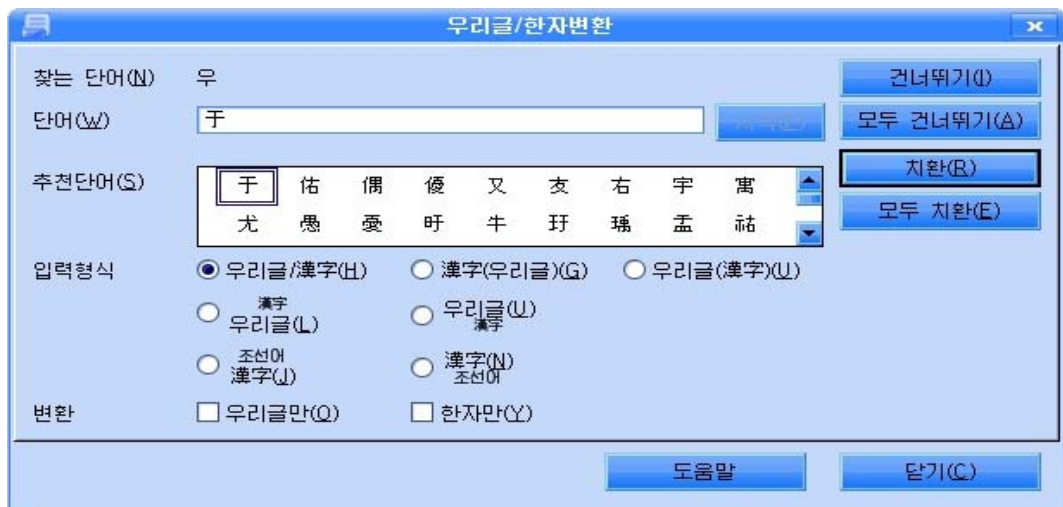 우리글/한자변환
찾는 단어(N) 우 건너뛰기(I)
단어(W) 于 모두 건너뛰기(A)
치환(R)
추천단어(S) 于 佑 偶 優 又 友 右 宇 寓
모두 치환(E)
尤 愚 憂 旴 牛 玗 瑀 盂 祐
입력형식 우리글/漢字(H) 漢字(우리글)(G) 우리글(漢字)(U)
漢字 우리글(U)
우리글(L) 漢字
조선어 漢字(N)
漢字(J) 조선어
변환 우리글만(O) 한자만(Y)
도움말 닫기(C)